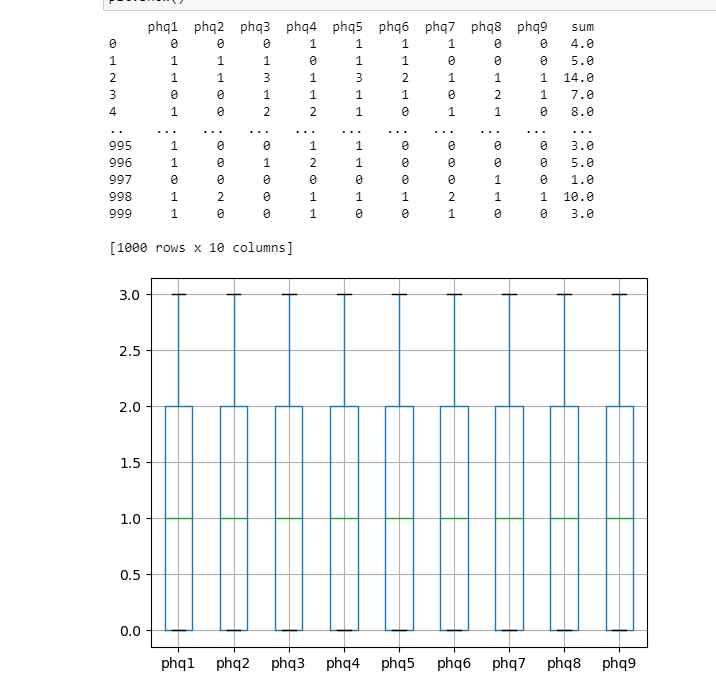 phq1 phq2 phq3 phq4 phq5 phq6 phq7 phq8 phq9 sum
0 0 0 0 1 1 1 1 0 0 4.0
1 1 1 1 0 1 1 0 0 0 5.0
2 1 1 3 1 3 2 1 1 1 14.0
3 0 0 1 1 1 1 0 2 1 7.0
4 1 0 2 2 1 0 1 1 0 8.0
.. ... ... ... ... ... ... ... ... ... ...
995 1 0 0 1 1 0 0 0 0 3.0
996 1 0 1 2 1 0 0 0 0 5.0
997 0 0 0 0 0 0 0 1 0 1.0
998 1 2 0 1 1 1 2 1 1 10.0
999 1 0 0 1 0 0 1 0 0 3.0
[1000 rows x 10 columns]
3.0
2.5
2.0
1.5
1.0
0.5
0.0
phq1 phq2 phq3 phq4 phq5 phq6 phq7 phq8 phq9